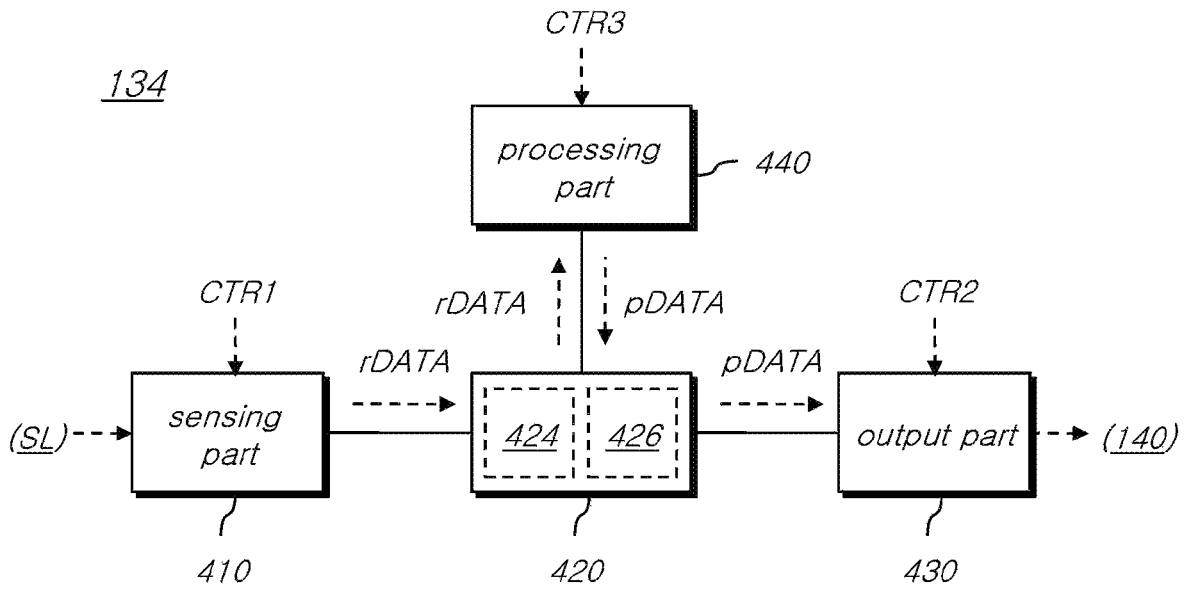 CTR3
134
processing
part
440
CTR1
rDATA
pDATA
CTR2
rDATA
pDATA
(SL)
sensing
part
424
426
output part
(140)
410
420
430